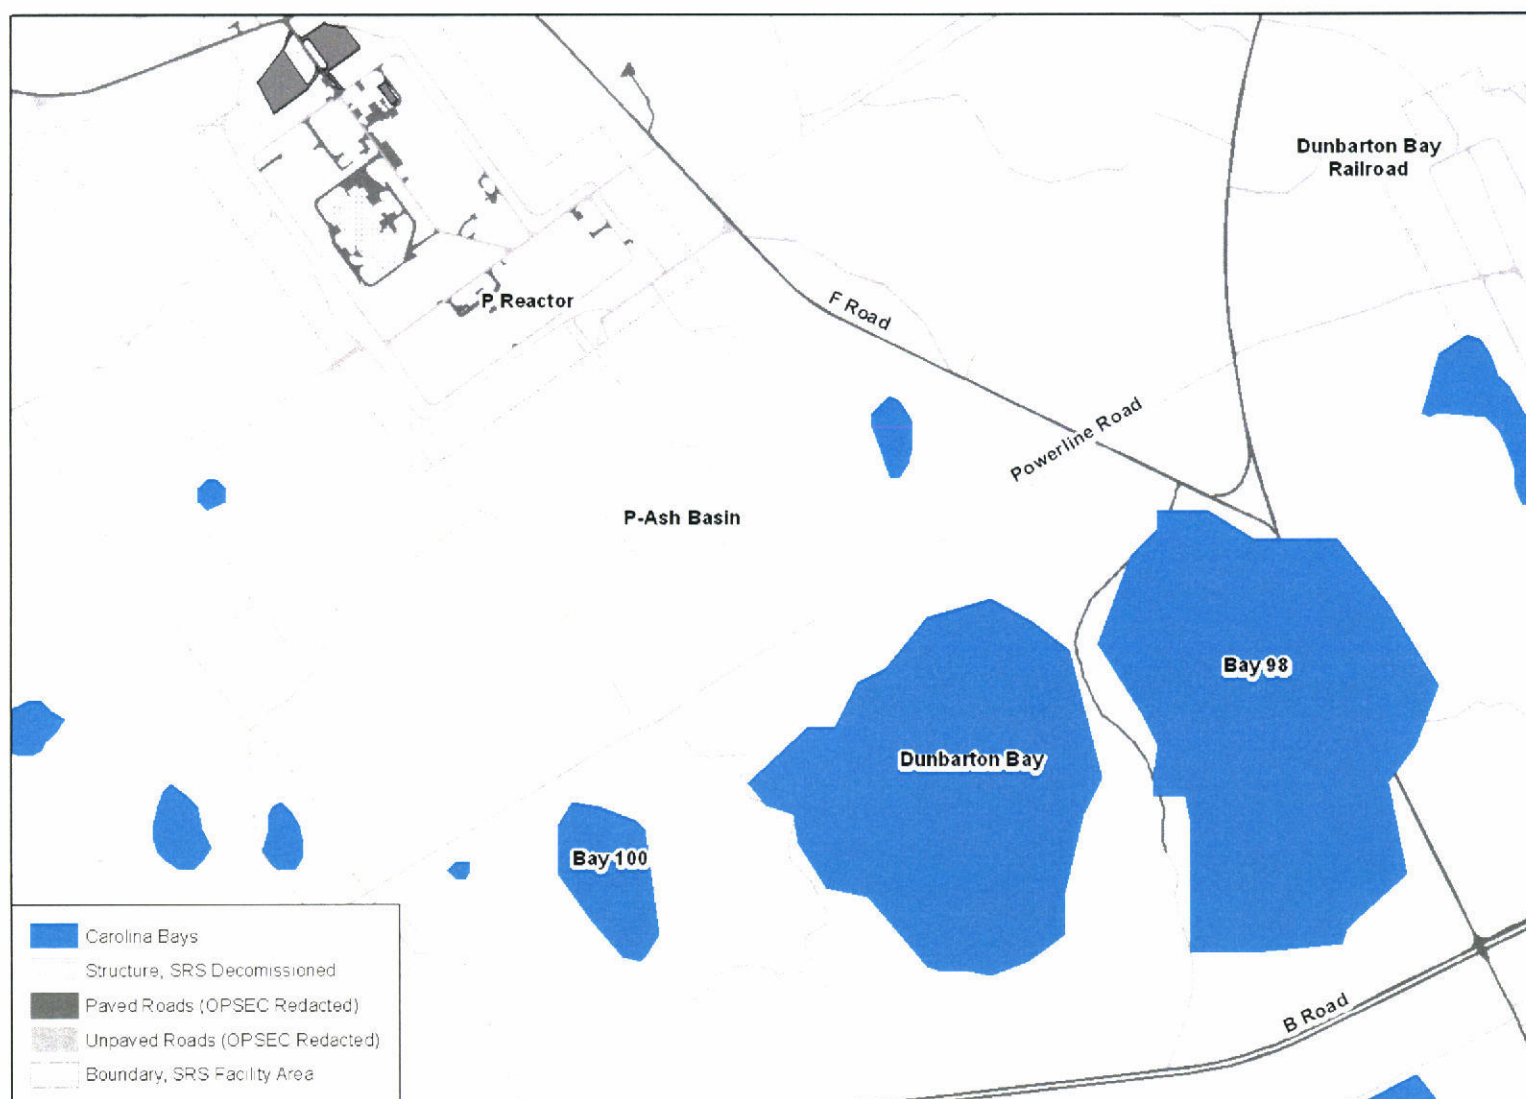 Dunbarton Bay
Railroad
P Reactor
F Road
Powerline Road
P-Ash Basin
Bay 98
Dunbarton Bay
Bay 100
Carolina Bays
Structure, SRS Decomissioned
Paved Roads (OPSEC Redacted)
Unpaved Roads (OPSEC Redacted)
Boundary, SRS Facility Area
B Road